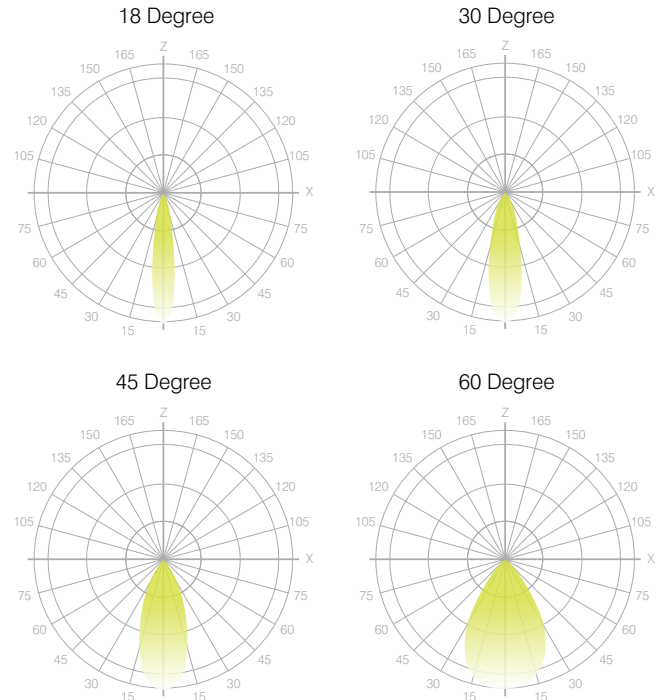 18 Degree 30 Degree
Z Z
165 165 165 165
150 150 150 150
135 135 135 135
120 120 120 120
105 105 105 105
X X
75 75 75 75
60 60 60 60
45 45 45 45
30 30 30 30
15 15 15 15
45 Degree 60 Degree
Z Z
165 165 165 165
150 150 150 150
135 135 135 135
120 120 120 120
105 105 105 105
X X
75 75 75 75
60 60 60 60
45 45 45 45
30 30 30 30
15 15 15 15